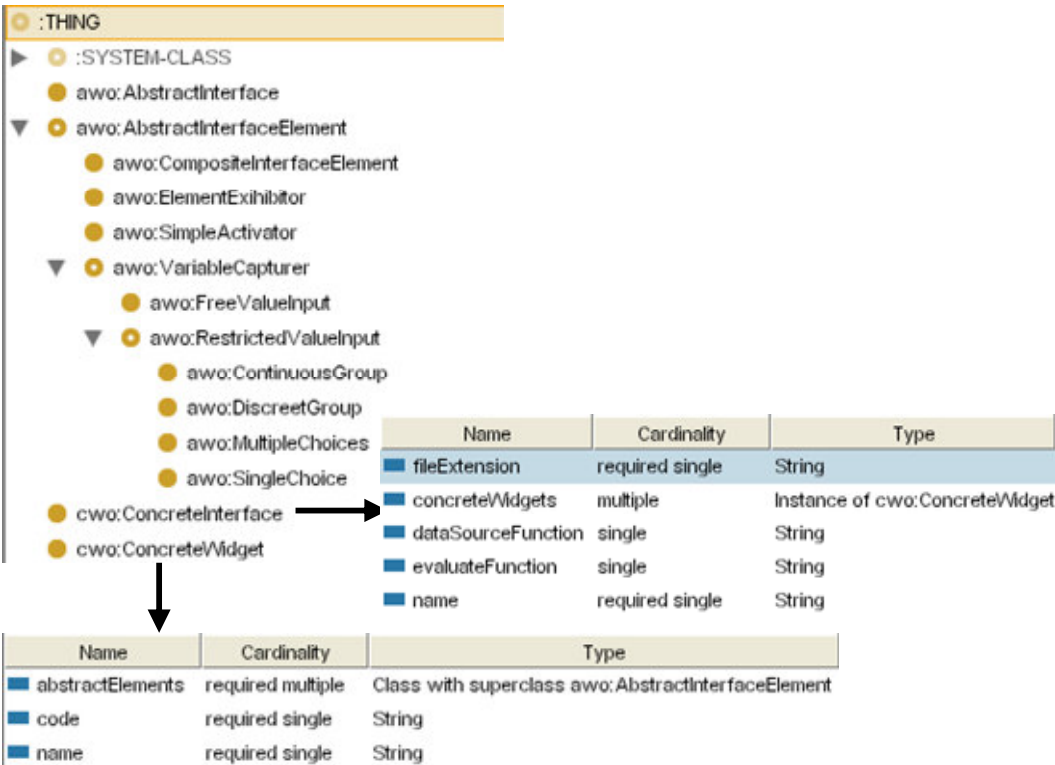 :THING
:SYSTEM-CLASS
awo:AbstractInterface
awo:AbstractInterfaceElement
awo:CompositeInterfaceElement
awo:ElementExihibitor
awo:SimpleActivator
awo:VariableCapturer
awo:FreeValueInput
awo:RestrictedValueInput
awo:ContinuousGroup
awo:DiscreetGroup
awo:MultipleChoices
awo:SingleChoice
cwo:ConcreteInterface
cwo:ConcreteWidget
Name Cardinality Type
fileExtension required single String
concreteWidgets multiple Instance of cwo:ConcreteWidget
dataSourceFunction single String
evaluateFunction single String
name required single String
Name Cardinality Type
abstractElements required multiple Class with superclass awo:AbstractInterfaceElement
code required single String
name required single String